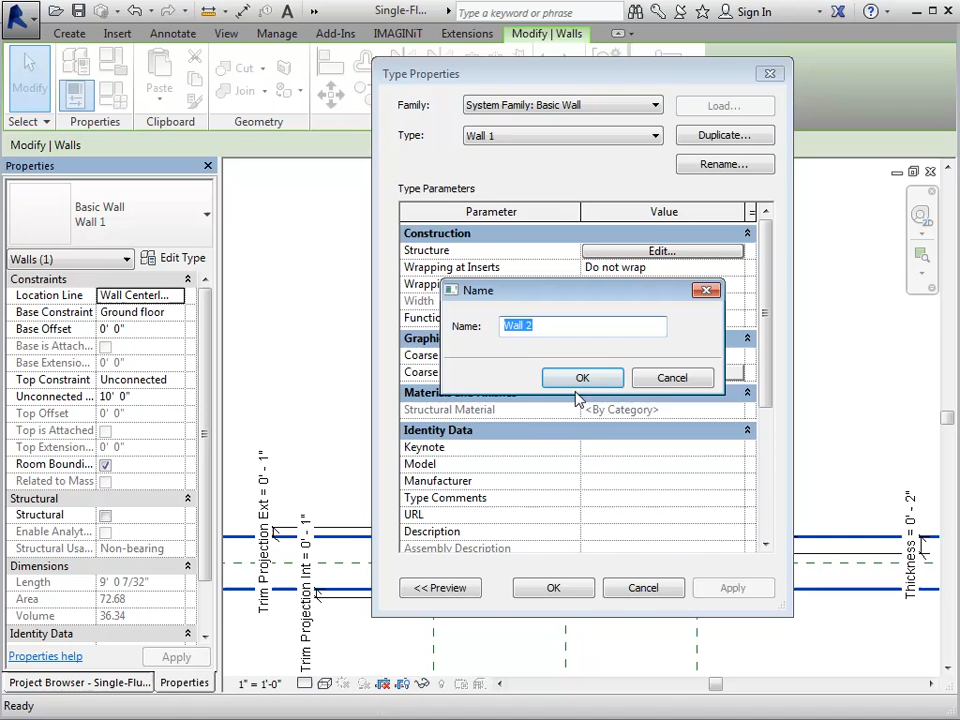 Single-Flu...
Type a keyword or phrase
Sign In
Create
Insert
Annotate
View
Manage
Add-Ins
IMAGINiT
Extensions
Modify | Walls
Modify
Paste
Cut
Join
Select
Properties
Clipboard
Geometry
Modify | Walls
Properties
Basic Wall
Wall 1
Walls (1)
Edit Type
Constraints
Location Line Wall Centerl...
Base Constraint Ground floor
Base Offset 0' 0"
Base is Attach...
Base Extensio...
0' 0"
Top Constraint Unconnected
Unconnected ... 10' 0"
Top Offset 0' 0"
Top is Attached
Top Extension...
0' 0"
Room Boundi...
Related to Mass
Structural
Structural
Enable Analyt...
Structural Usa... Non-bearing
Dimensions
Length 9' 0 7/32"
Area 72.68
Volume 36.34
Identity Data
Properties help
Apply
Project Browser - Single-Flu...
Properties
Ready
Type Properties
Family:
System Family: Basic Wall
Load...
Type:
Wall 1
Duplicate...
Rename...
Type Parameters
Parameter Value =
Construction
Structure Edit...
Wrapping at Inserts Do not wrap
Wrappi
Width
Functio
Graphi
Coarse
Coarse
Structural Material <By Category>
Identity Data
Keynote
Model
Manufacturer
Type Comments
URL
Description
Assembly Description
<< Preview
OK
Cancel
Apply
Name
Name:
Wall 2
OK
Cancel
Trim Projection Ext = 0' - 1"
Trim Projection Int = 0' - 1"
Thickness = 0' - 2"
1" = 1'-0"
2D